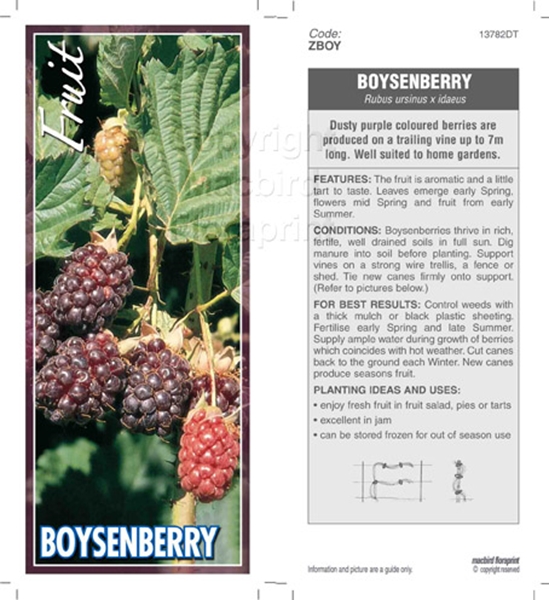 Fruit
Copyright
macbird
floraprint
BOYSENBERRY
Code:
ZBOY
13782DT
BOYSENBERRY
Rubus ursinus x idaeus
Dusty purple coloured berries are
produced on a trailing vine up to 7m
long. Well suited to home gardens.
FEATURES: The fruit is aromatic and a little
tart to taste. Leaves emerge early Spring,
flowers mid Spring and fruit from early
Summer.
CONDITIONS: Boysenberries thrive in rich,
fertile, well drained soils in full sun. Dig
manure into soil before planting. Support
vines on a strong wire trellis, a fence or
shed. Tie new canes firmly onto support.
(Refer to pictures below.)
FOR BEST RESULTS: Control weeds with
a thick mulch or black plastic sheeting.
Fertilise early Spring and late Summer.
Supply ample water during growth of berries
which coincides with hot weather. Cut canes
back to the ground each Winter. New canes
produce seasons fruit.
PLANTING IDEAS AND USES:
• enjoy fresh fruit in fruit salad, pies or tarts
• excellent in jam
• can be stored frozen for out of season use
Information and picture are a guide only.
macbird floraprint
© copyright reserved